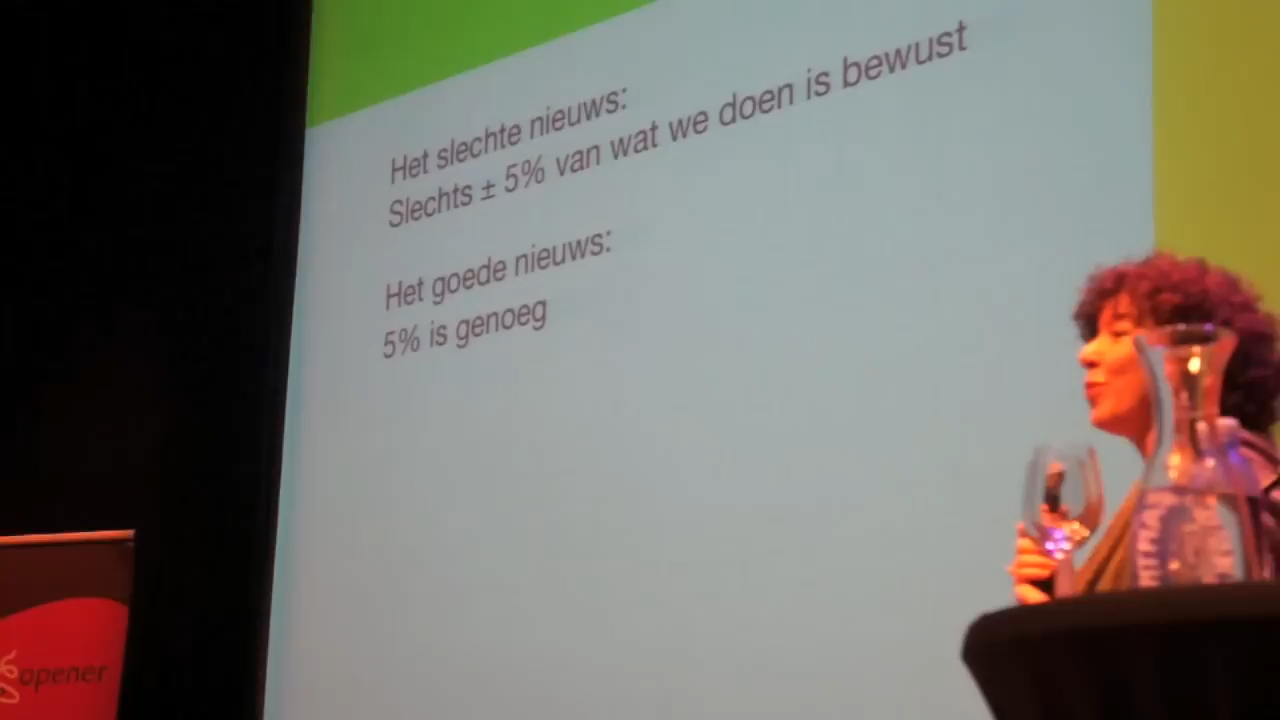 Het slechte nieuws:
Slechts ± 5% van wat we doen is bewust
Het goede nieuws:
5% is genoeg
opener